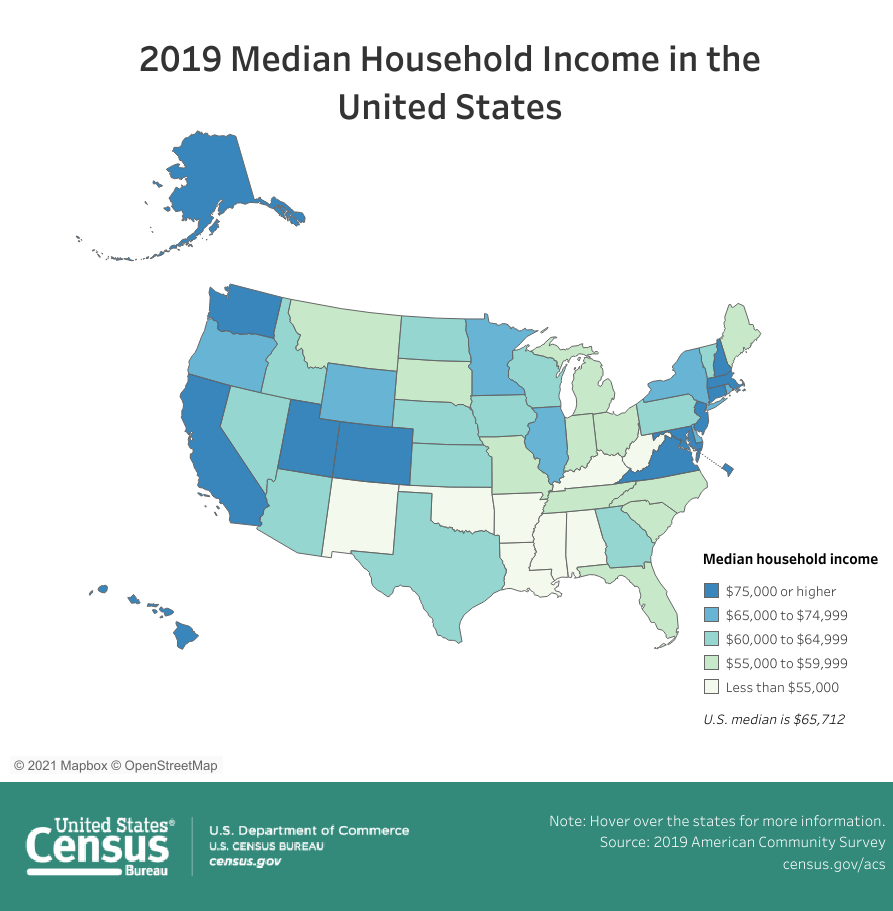 2019 Median Household Income in the
United States
Median household income
$75,000 or higher
$65,000 to $74,999
$60,000 to $64,999
$55,000 to $59,999
Less than $55,000
U.S. median is $65,712
© 2021 Mapbox © OpenStreetMap
United States®
Census
Bureau
U.S. Department of Commerce
U.S. CENSUS BUREAU
census.gov
Note: Hover over the states for more information.
Source: 2019 American Community Survey
census.gov/acs